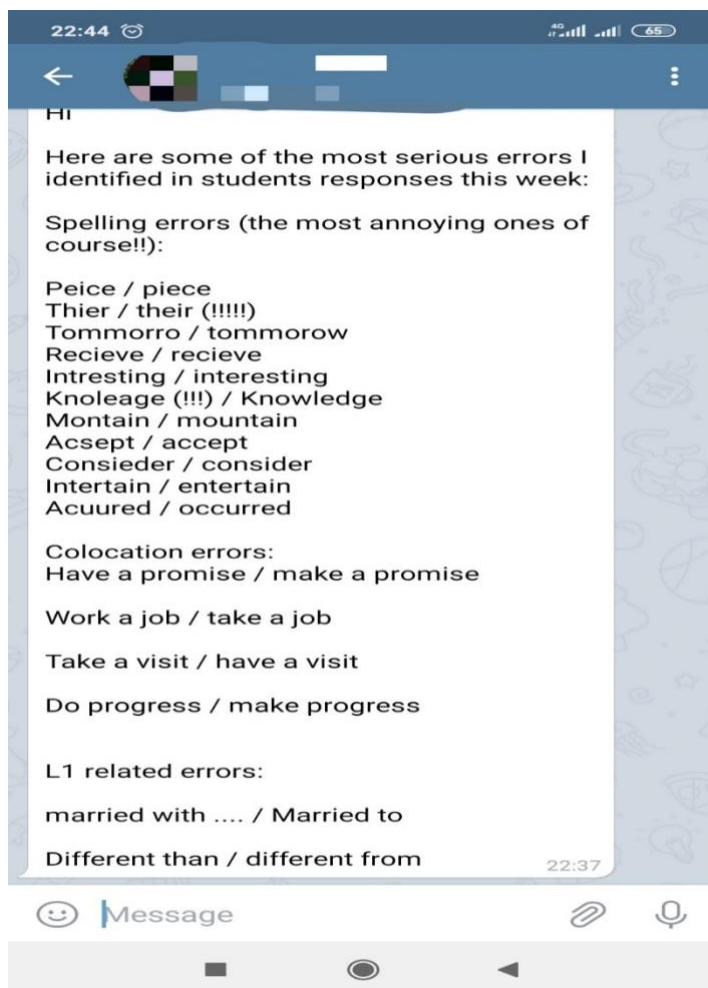 22:44
4G
65
Hi
Here are some of the most serious errors I
identified in students responses this week:
Spelling errors (the most annoying ones of
course!!):
Peice / piece
Thier / their (!!!!!)
Tommorro / tommorow
Recieve / recieve
Intresting / interesting
Knoleage (!!!) / Knowledge
Montain / mountain
Acsept / accept
Consieder / consider
Intertain / entertain
Acuured / occurred
Colocation errors:
Have a promise / make a promise
Work a job / take a job
Take a visit / have a visit
Do progress / make progress
L1 related errors:
married with .... / Married to
Different than / different from
22:37
Message